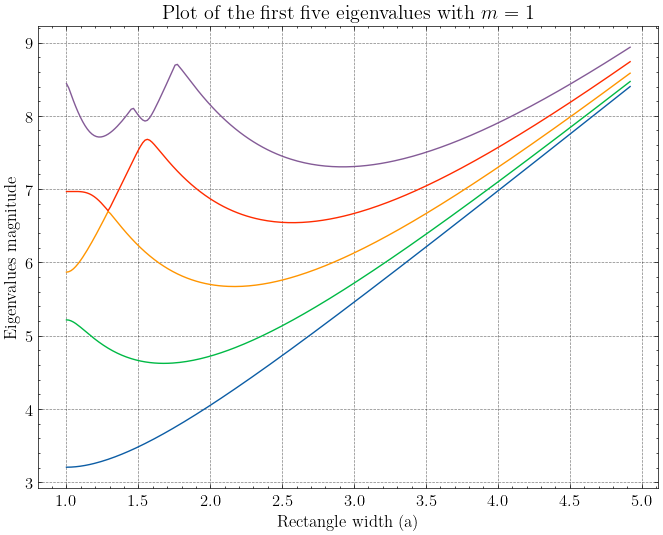 Plot of the first five eigenvalues with m = 1
9
8
7
6
5
4
3
Eigenvalues magnitude
1.0 1.5 2.0 2.5 3.0 3.5 4.0 4.5 5.0
Rectangle width (a)